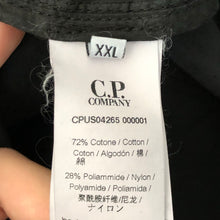 XXL
C.P.
COMPANY
CPUS04265 000001
72% Cotone / Cotton /
Coton / Algodón / 棉/
綿
28% Poliammide / Nylon /
Polyamide / Poliamida /
聚酰胺纤维/尼龙/
ナイロン